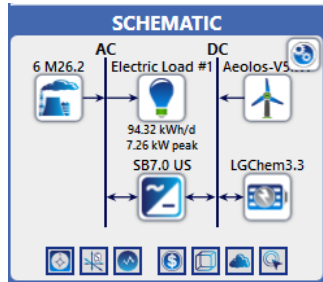 SCHEMATIC
AC
DC
6 M26.2
Electric Load #1
Aeolos-V5
94.32 kWh/d
7.26 kW peak
SB7.0 US
LGChem3.3